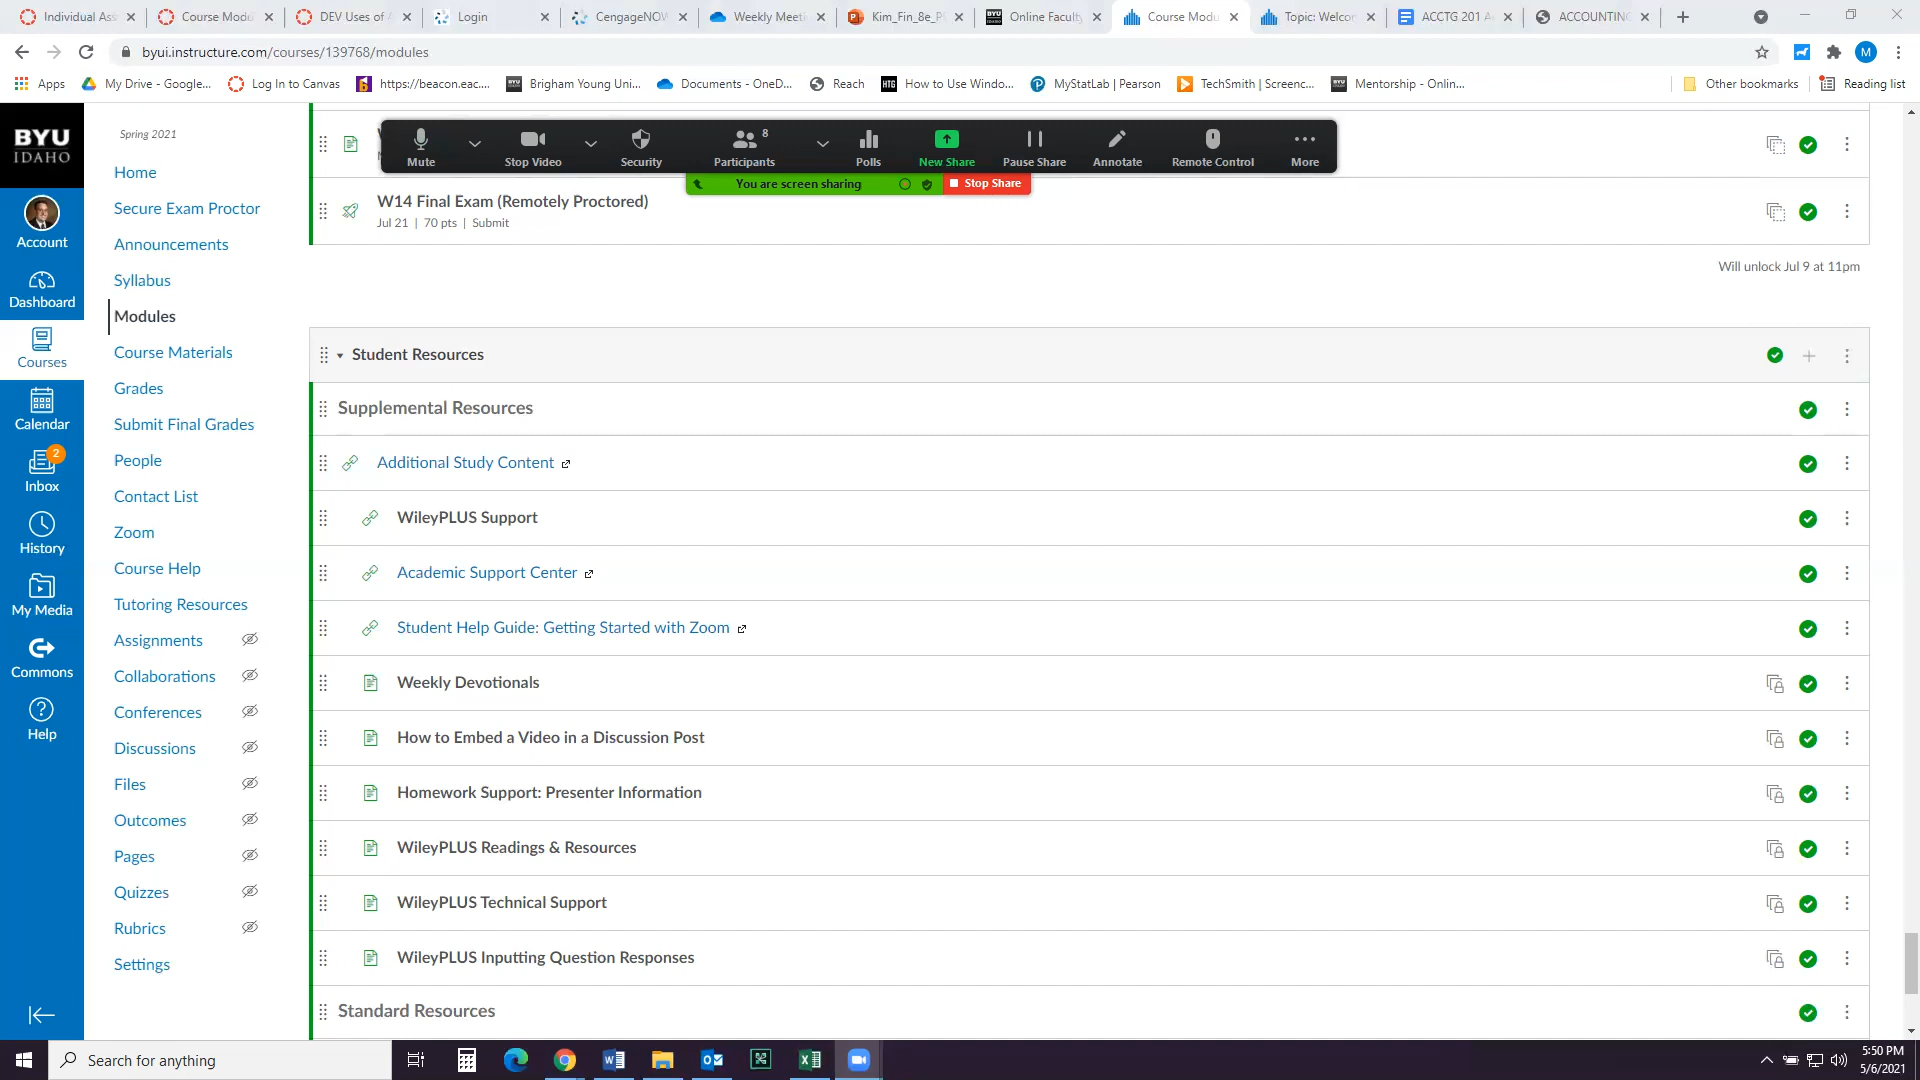 Individual Ass
Course Modu
DEV Uses of A
Login
CengageNOW
Weekly Meeti
Kim_Fin_8e_P
BYU Online Faculty
Course Modu
Topic: Welcor
ACCTG 201 A
ACCOUNTING
byui.instructure.com/courses/139768/modules
M
Apps
My Drive - Google...
Log In to Canvas
https://beacon.eac....
Brigham Young Uni...
Documents - OneD...
Reach
HTG How to Use Windo...
MyStatLab | Pearson
TechSmith | Screenc...
Mentorship - Onlin...
Other bookmarks
Reading list
BYU
IDAHO
Account
Dashboard
Courses
Calendar
2
Inbox
History
My Media
Commons
Help
Spring 2021
Home
Secure Exam Proctor
Announcements
Syllabus
Modules
Course Materials
Grades
Submit Final Grades
People
Contact List
Zoom
Course Help
Tutoring Resources
Assignments
Collaborations
Conferences
Discussions
Files
Outcomes
Pages
Quizzes
Rubrics
Settings
Mute
Stop Video
Security
Participants 8
Polls
New Share
Pause Share
Annotate
Remote Control
More
You are screen sharing
Stop Share
W14 Final Exam (Remotely Proctored)
Jul 21 | 70 pts | Submit
Will unlock Jul 9 at 11pm
Student Resources
Supplemental Resources
Additional Study Content
WileyPLUS Support
Academic Support Center
Student Help Guide: Getting Started with Zoom
Weekly Devotionals
How to Embed a Video in a Discussion Post
Homework Support: Presenter Information
WileyPLUS Readings & Resources
WileyPLUS Technical Support
WileyPLUS Inputting Question Responses
Standard Resources
Search for anything
5:50 PM
5/6/2021